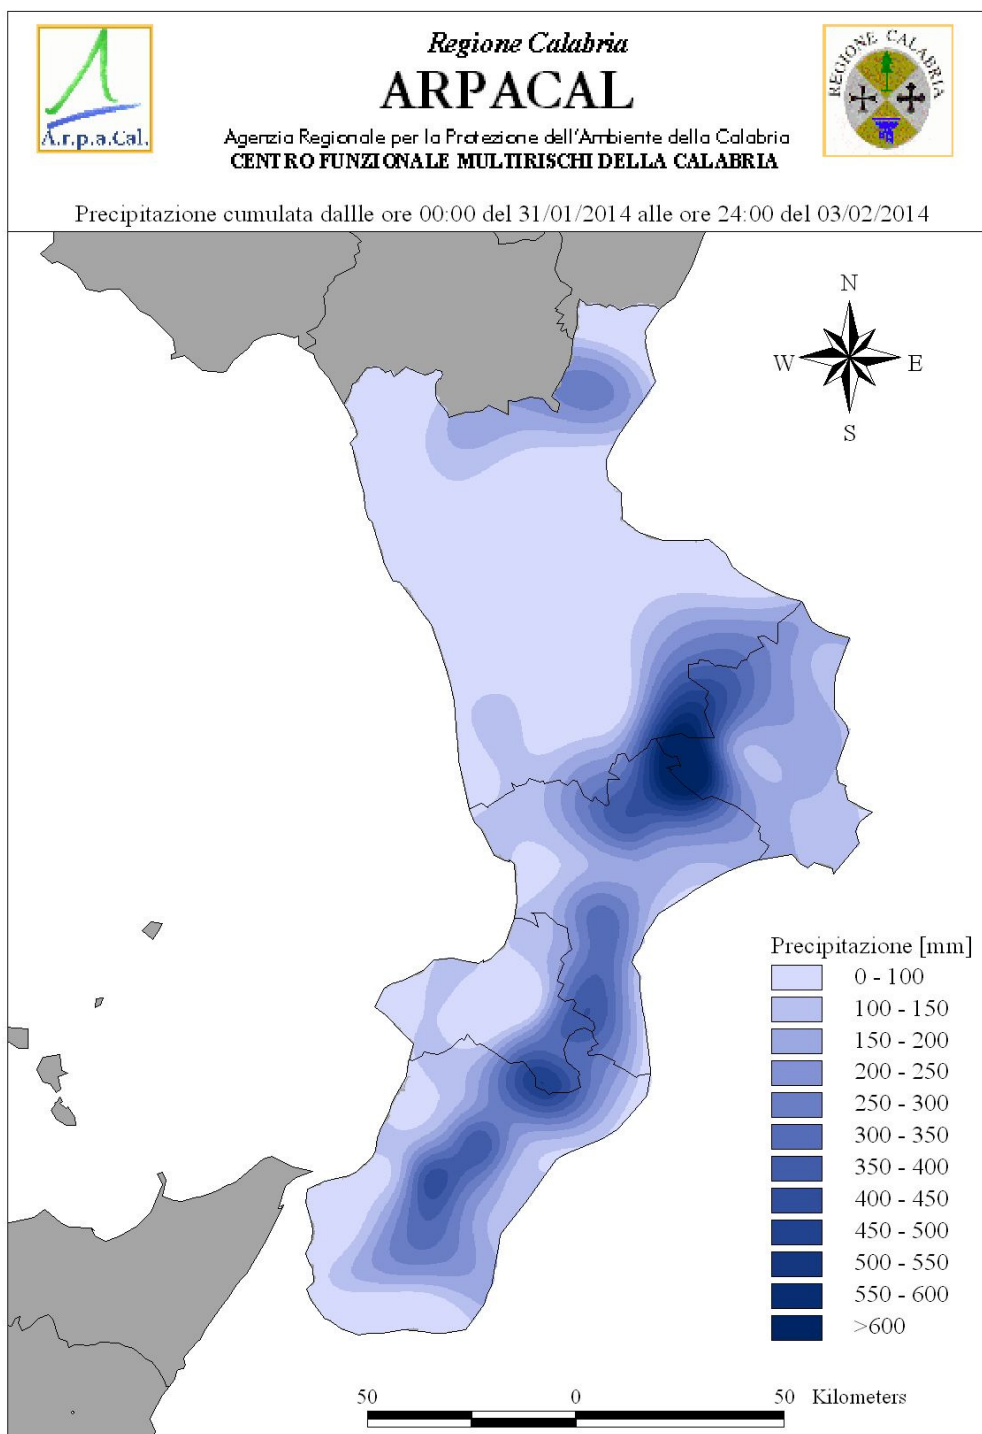 Regione Calabria
ARPACAL
Agenzia Regionale per la Protezione dell'Ambiente della Calabria
CENTRO FUNZIONALE MULTIRISCHI DELLA CALABRIA
A.r.p.a.Cal.
REGIONE CALABRIA
Precipitazione cumulata dallle ore 00:00 del 31/01/2014 alle ore 24:00 del 03/02/2014
N
W E
S
Precipitazione [mm]
0 - 100
100 - 150
150 - 200
200 - 250
250 - 300
300 - 350
350 - 400
400 - 450
450 - 500
500 - 550
550 - 600
>600
50 0 50 Kilometers